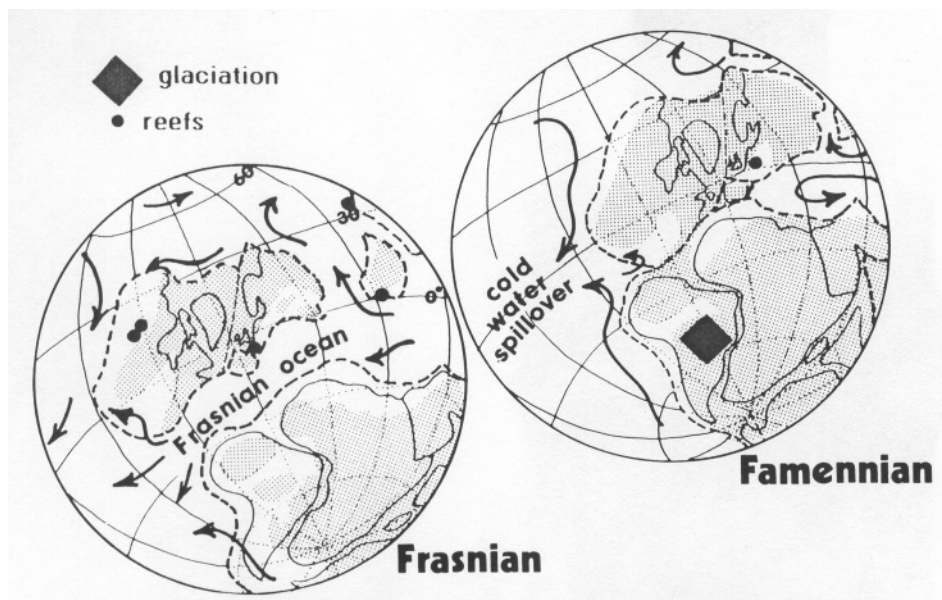 glaciation
reefs
60
30
0°
Frasnian ocean
Frasnian
cold
water
spillover
Famennian